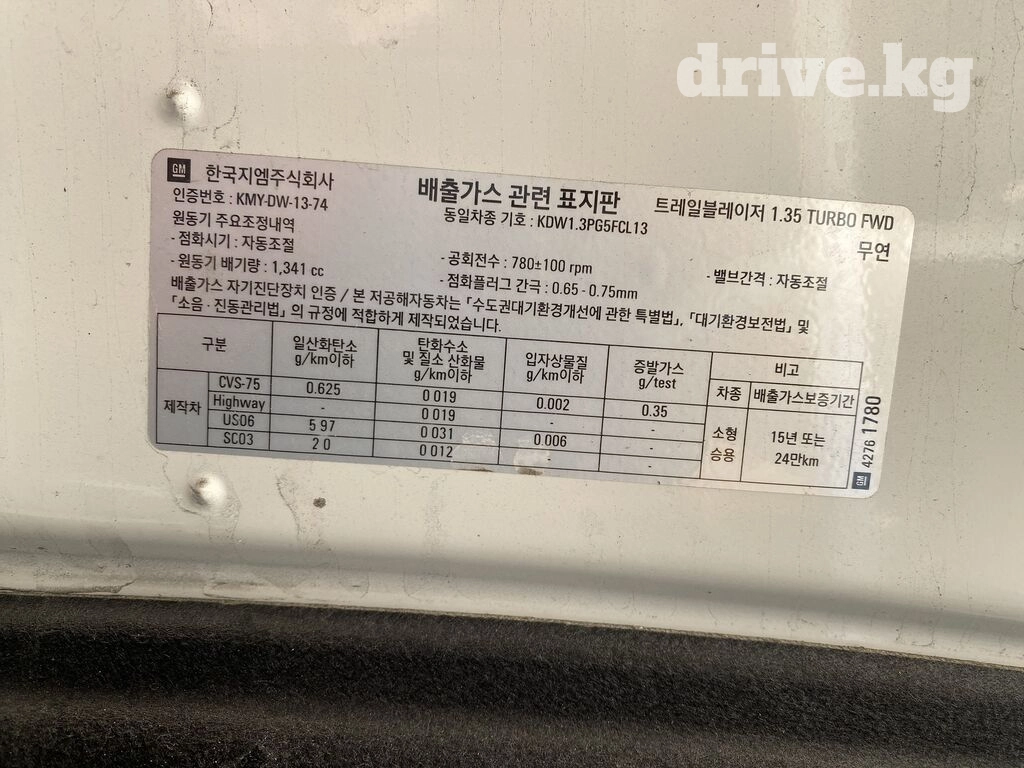 drive.kg
GM 한국지엠주식회사
배출가스 관련 표지판
트레일블레이저 1.35 TURBO FWD
인증번호 : KMY-DW-13-74
동일차종 기호 : KDW1.3PG5FCL13
무연
원동기 주요조정내역
- 점화시기 : 자동조절
- 공회전수 : 780±100 rpm
- 밸브간격 : 자동조절
- 원동기 배기량 : 1,341 cc
- 점화플러그 간극 : 0.65 - 0.75mm
배출가스 자기진단장치 인증 / 본 저공해자동차는 「수도권대기환경개선에 관한 특별법」, 「대기환경보전법」 및
「소음 · 진동관리법」 의 규정에 적합하게 제작되었습니다.
구분 일산화탄소 g/km이하 탄화수소 및 질소 산화물 g/km이하 입자상물질 g/km이하 증발가스 g/test 비고
차종 배출가스보증기간
제작차 CVS-75 0.625 0 019 0.002 0.35 소형 승용 15년 또는 24만km
Highway - 0 019 - -
US06 5 97 0 031 0.006 -
SC03 2 0 0 012 - -
GM 4276 1780